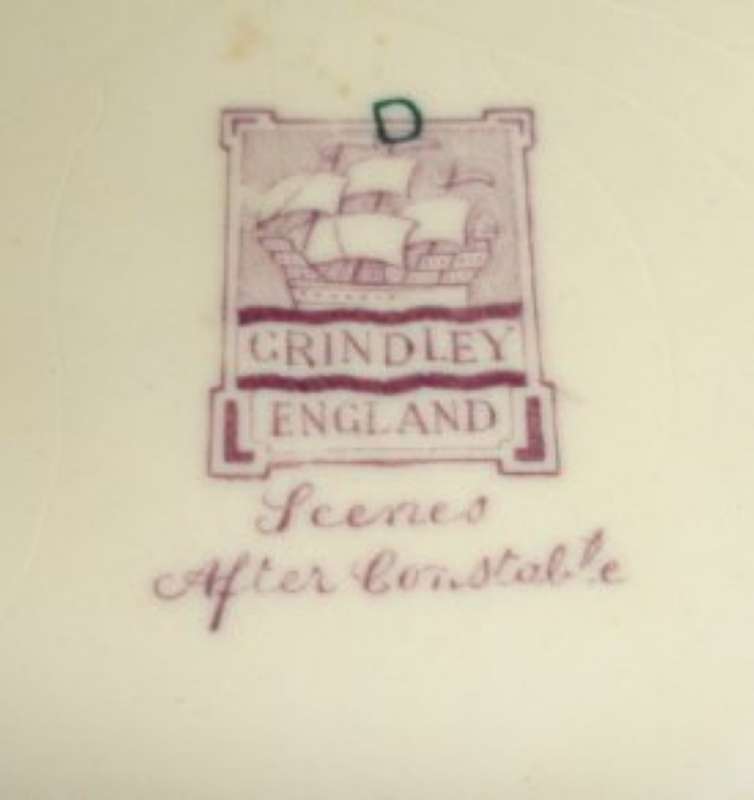 D
GRINDLEY
ENGLAND
Scenes
After Constable